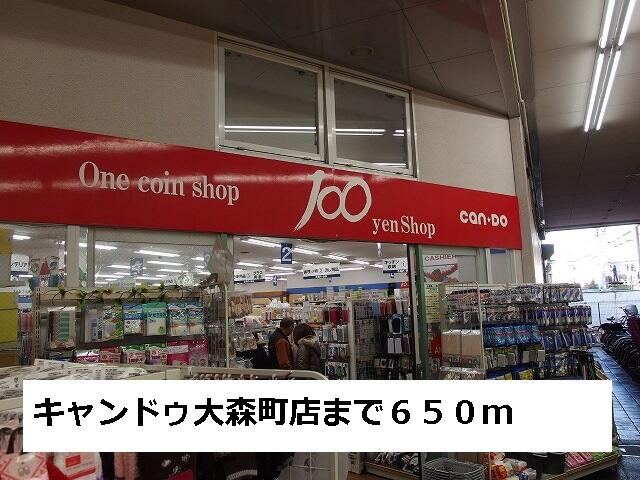 One coin shop
100
yen Shop
can★DO
CASHIER
2
キャンドゥ大森町店まで６５０ｍ